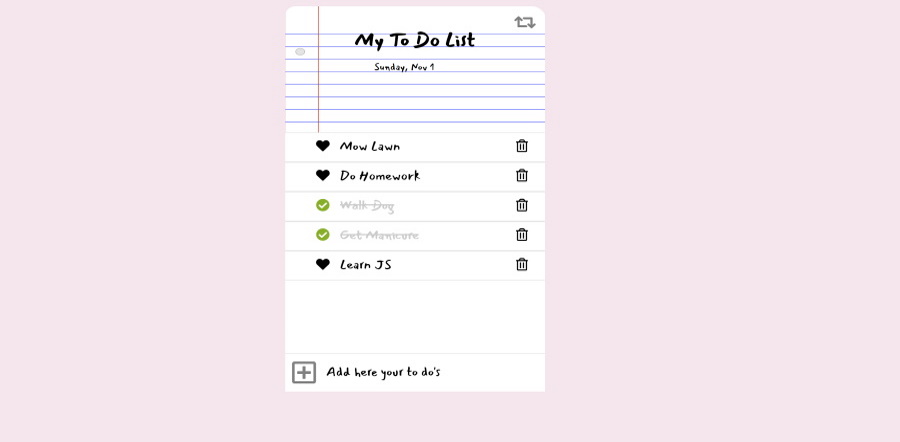 My To Do List
Sunday, Nov 1
Mow Lawn
Do Homework
Walk Dog
Get Manicure
Learn JS
Add here your to do's